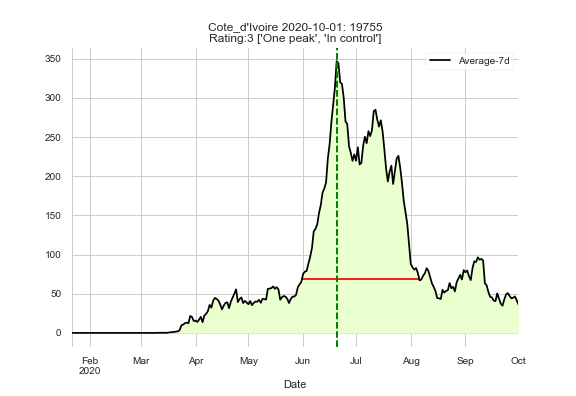 Cote_d'Ivoire 2020-10-01: 19755
Rating:3 ['One peak', 'In control']
Average-7d
350
300
250
200
150
100
50
0
Feb Mar Apr May Jun Jul Aug Sep Oct
2020
Date